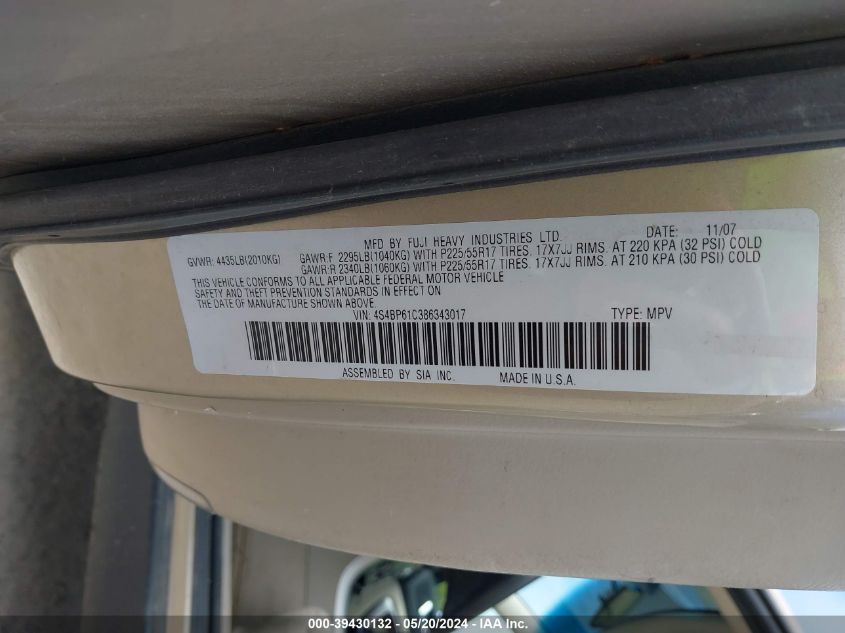 MFD BY FUJI HEAVY INDUSTRIES LTD. DATE: 11/07
GVWR: 4435LB(2010KG) GAWR:F 2295LB(1040KG) WITH P225/55R17 TIRES. 17X7JJ RIMS. AT 220 KPA (32 PSI) COLD
GAWR:R 2340LB(1060KG) WITH P225/55R17 TIRES. 17X7JJ RIMS. AT 210 KPA (30 PSI) COLD
THIS VEHICLE CONFORMS TO ALL APPLICABLE FEDERAL MOTOR VEHICLE
SAFETY AND THEFT PREVENTION STANDARDS IN EFFECT ON
THE DATE OF MANUFACTURE SHOWN ABOVE.
VIN: 4S4BP61C386343017 TYPE: MPV
ASSEMBLED BY SIA INC. MADE IN U.S.A.
000-39430132 - 05/20/2024 - IAA Inc.